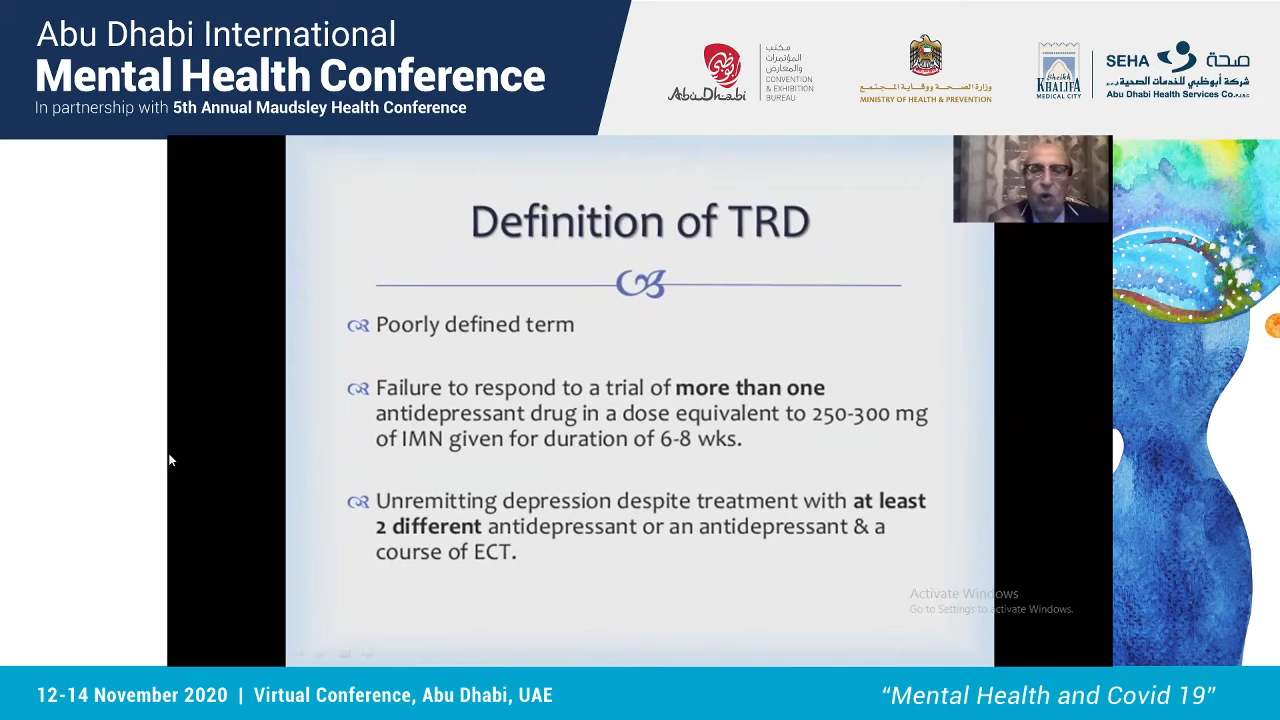 Abu Dhabi International
Mental Health Conference
In partnership with 5th Annual Maudsley Health Conference
AbuDhabi
مكتب
المؤتمرات
والمعارض
CONVENTION
& EXHIBITION
BUREAU
وزارة الصحة ووقاية المجتمع
MINISTRY OF HEALTH & PREVENTION
Sheikh
KHALIFA
MEDICAL CITY
SEHA صحة
شركة أبوظبي للخدمات الصحية
Abu Dhabi Health Services Co.
Definition of TRD
Poorly defined term
Failure to respond to a trial of more than one
antidepressant drug in a dose equivalent to 250-300 mg
of IMN given for duration of 6-8 wks.
Unremitting depression despite treatment with at least
2 different antidepressant or an antidepressant & a
course of ECT.
Activate Windows
Go to Settings to activate Windows.
12-14 November 2020 | Virtual Conference, Abu Dhabi, UAE
“Mental Health and Covid 19”